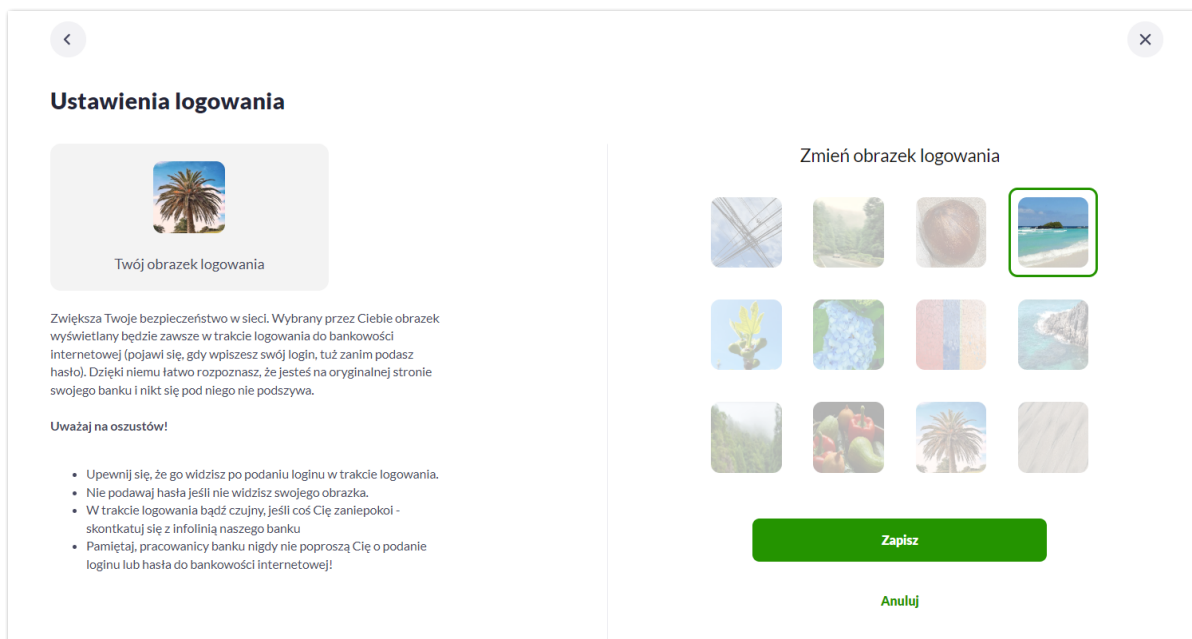 Ustawienia logowania
Twój obrazek logowania
Zwiększa Twoje bezpieczeństwo w sieci. Wybrany przez Ciebie obrazek
wyświetlany będzie zawsze w trakcie logowania do bankowości
internetowej (pojawi się, gdy wpiszesz swój login, tuż zanim podasz
hasło). Dzięki niemu łatwo rozpoznasz, że jesteś na oryginalnej stronie
swojego banku i nikt się pod niego nie podszywa.
Uważaj na oszustów!
• Upewnij się, że go widzisz po podaniu loginu w trakcie logowania.
• Nie podawaj hasła jeśli nie widzisz swojego obrazka.
• W trakcie logowania bądź czujny, jeśli coś Cię zaniepokoi -
skontkatuj się z infolinią naszego banku
• Pamiętaj, pracowanicy banku nigdy nie poproszą Cię o podanie
loginu lub hasła do bankowości internetowej!
Zmień obrazek logowania
Zapisz
Anuluj